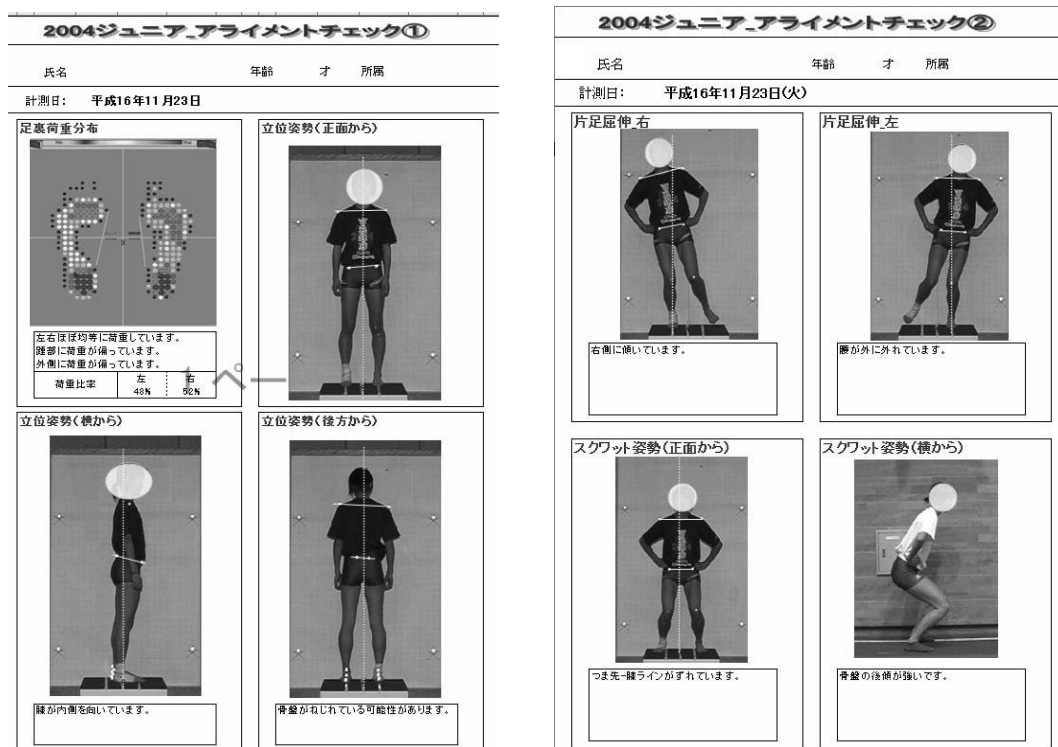 2004ジュニア_アライメントチェック①
氏名 年齢 才 所属
計測日: 平成16年11月23日
足裏荷重分布
Min Max
左右ほぼ均等に荷重しています。
踵部に荷重が偏っています。
外側に荷重が偏っています。
荷重比率 左 48% 右 52%
立位姿勢(正面から)
1 ペー
立位姿勢(横から)
膝が内側を向いています。
立位姿勢(後方から)
骨盤がねじれている可能性があります。
2004ジュニア_アライメントチェック②
氏名 年齢 才 所属
計測日: 平成16年11月23日(火)
片足屈伸_右
右側に傾いています。
片足屈伸_左
腰が外に外れています。
スクワット姿勢(正面から)
つま先-膝ラインがずれています。
スクワット姿勢(横から)
骨盤の後傾が強いです。